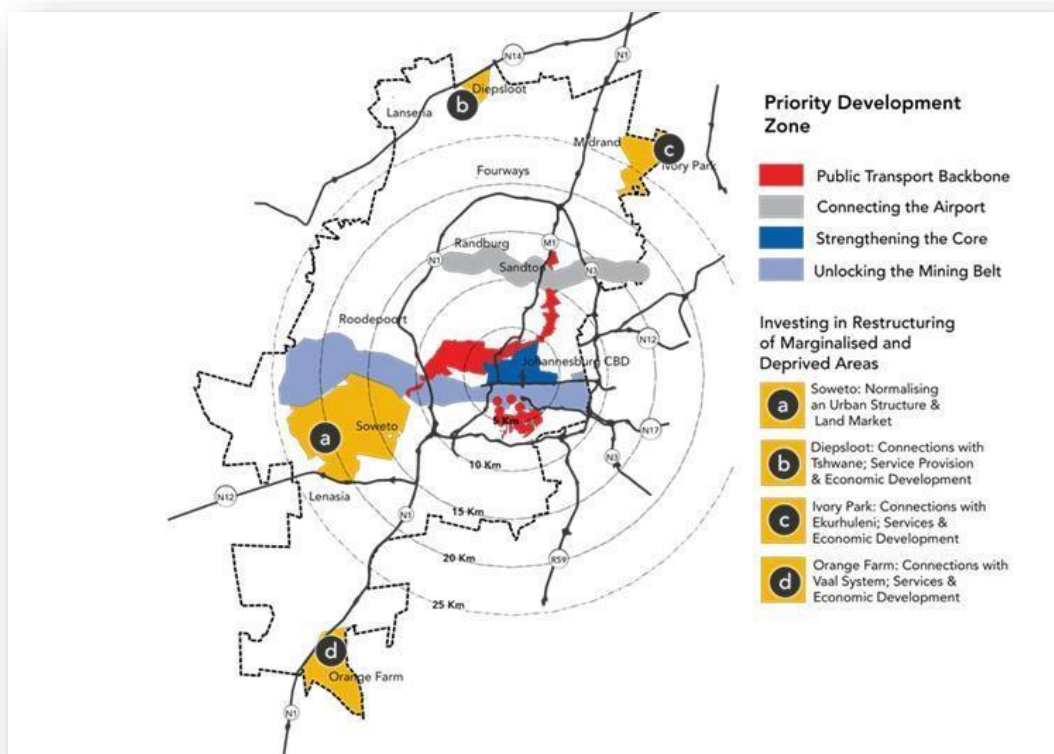 N14
N1
Diepsloot
b
Lanseria
Midrand
c
Ivory Park
Fourways
Randburg
M1
N1
Sandton
N3
Roodepoort
N12
Johannesburg CBD
a
Soweto
5 Km
N17
N3
10 Km
N12
Lenasia
N1
15 Km
20 Km
R59
25 Km
d
Orange Farm
N1
Priority Development
Zone
Public Transport Backbone
Connecting the Airport
Strengthening the Core
Unlocking the Mining Belt
Investing in Restructuring
of Marginalised and
Deprived Areas
a
Soweto: Normalising
an Urban Structure &
Land Market
b
Diepsloot: Connections with
Tshwane; Service Provision
& Economic Development
c
Ivory Park: Connections with
Ekurhuleni; Services &
Economic Development
d
Orange Farm: Connections with
Vaal System; Services &
Economic Development